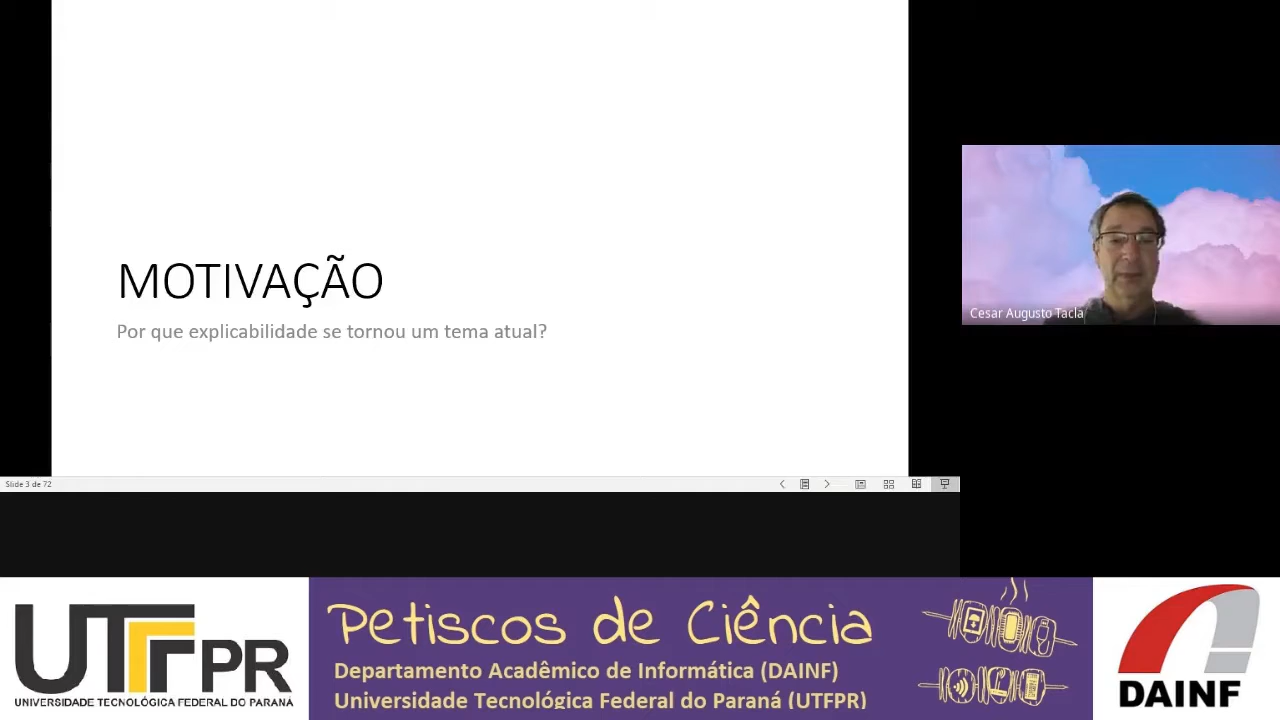 MOTIVAÇÃO
Por que explicabilidade se tornou um tema atual?
Cesar Augusto Tacla
Slide 3 de 72
UTFPR
UNIVERSIDADE TECNOLÓGICA FEDERAL DO PARANÁ
Petiscos de Ciência
Departamento Acadêmico de Informática (DAINF)
Universidade Tecnológica Federal do Paraná (UTFPR)
DAINF